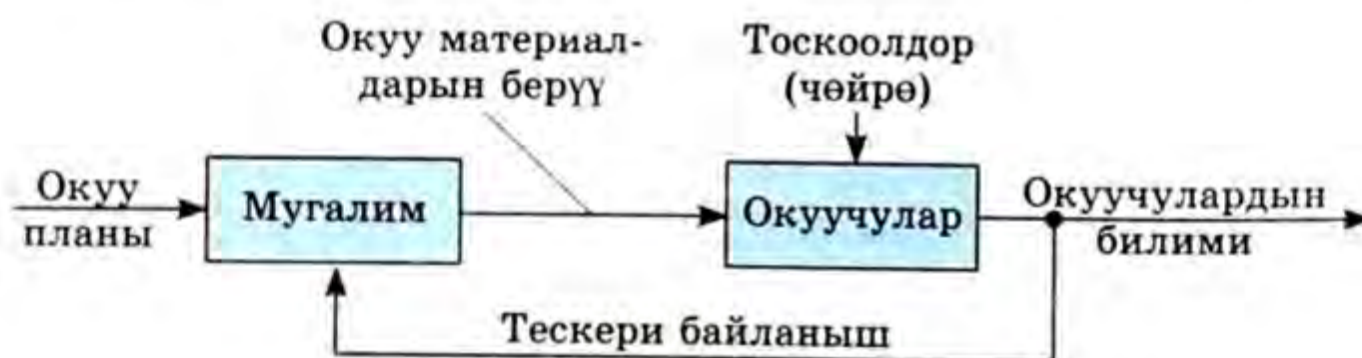 Окуу материал-
дарын берүү
Тоскоолдор
(чөйрө)
Окуу
планы
Мугалим
Окуучулар
Окуучулардын
билими
Тескери байланыш